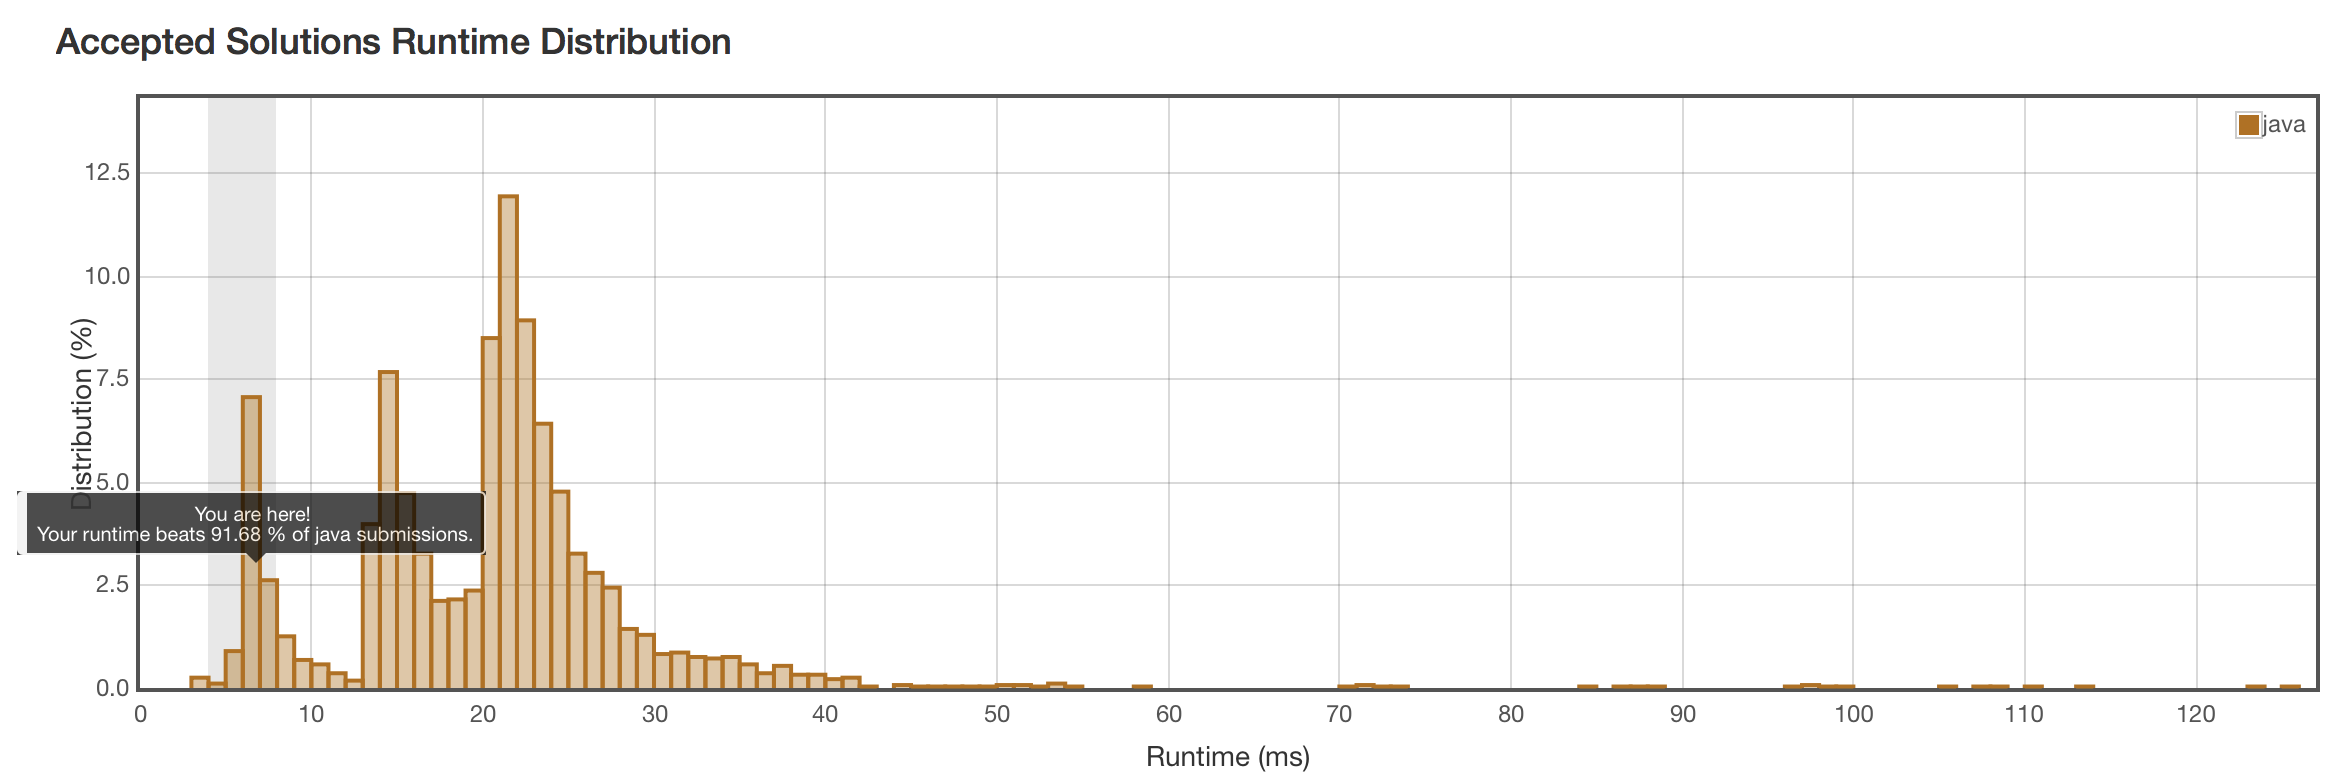 Accepted Solutions Runtime Distribution
java
12.5
10.0
7.5
5.0
2.5
0.0
Distribution (%)
You are here!
Your runtime beats 91.68 % of java submissions.
0 10 20 30 40 50 60 70 80 90 100 110 120
Runtime (ms)